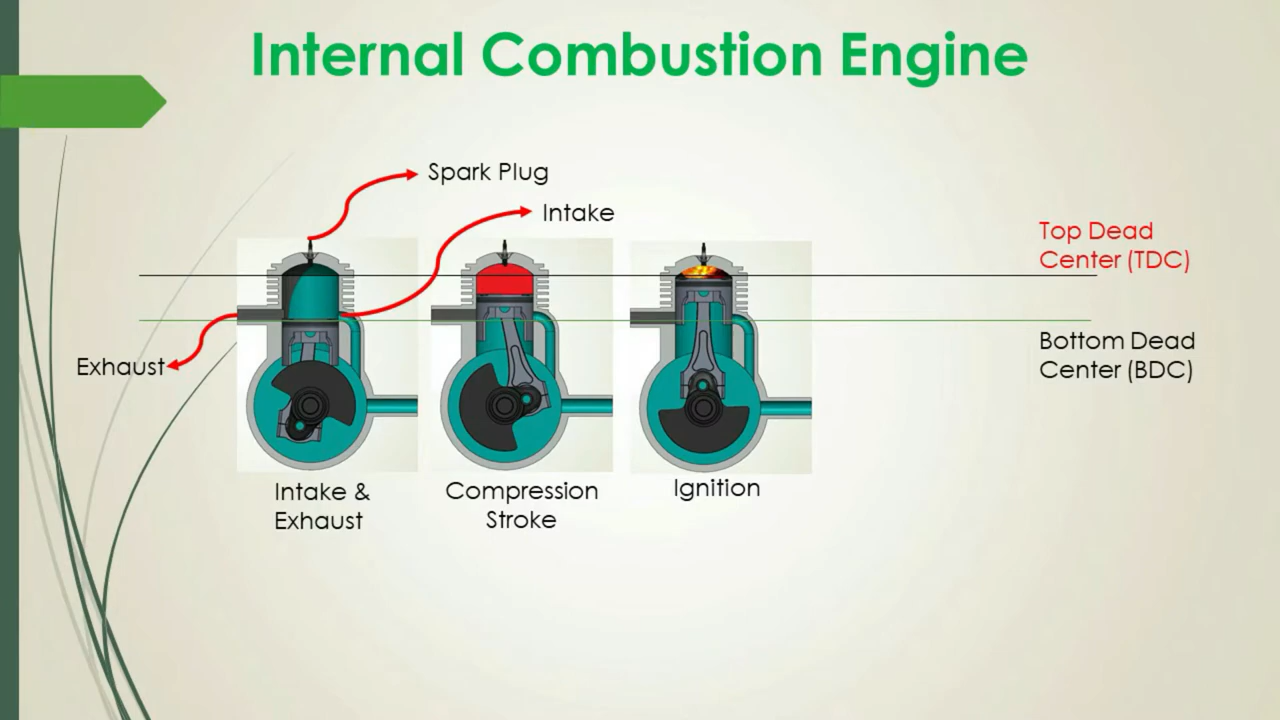 Internal Combustion Engine
Spark Plug
Intake
Top Dead
Center (TDC)
Bottom Dead
Center (BDC)
Exhaust
Intake &
Exhaust
Compression
Stroke
Ignition